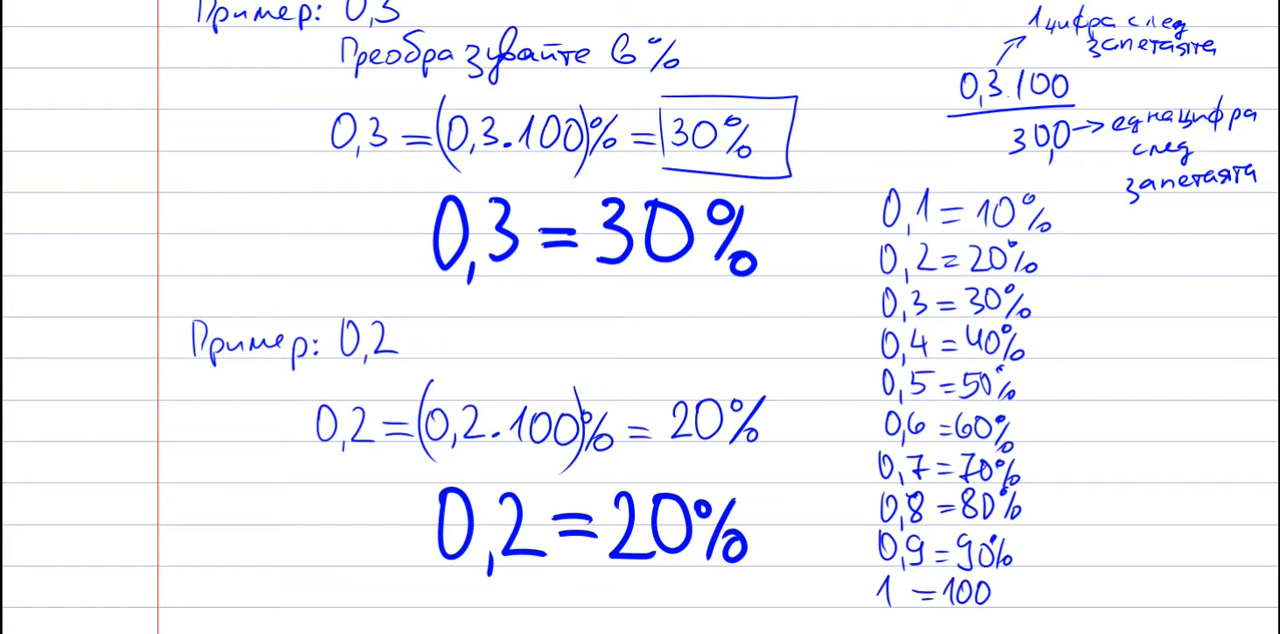 Пример: 0,3
Преобразувайте в %
0,3 = (0,3.100)% = 30%
0,3 = 30%
Пример: 0,2
0,2 = (0,2.100)% = 20%
0,2 = 20%
1 цифра след
запетаята
0,3.100
30,0 → една цифра
след
запетаята
0,1 = 10%
0,2 = 20%
0,3 = 30%
0,4 = 40%
0,5 = 50%
0,6 = 60%
0,7 = 70%
0,8 = 80%
0,9 = 90%
1 = 100